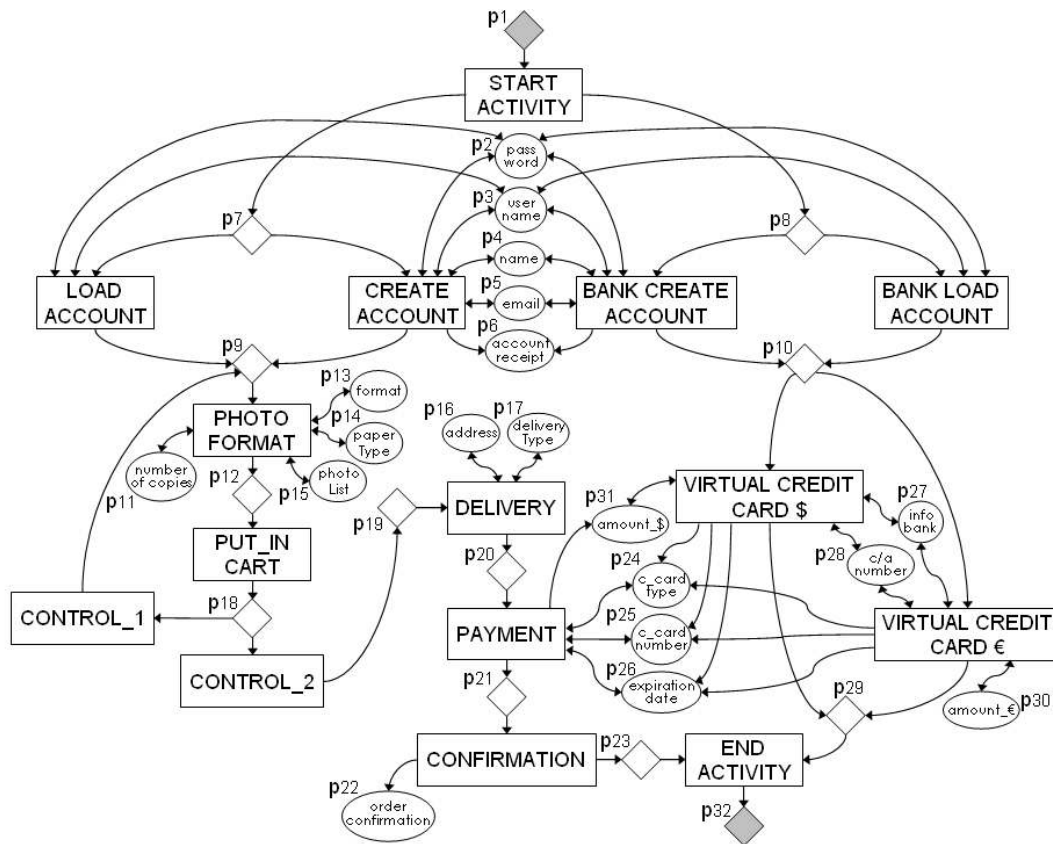 p1
START
ACTIVITY
p2
pass
word
p3
user
name
p7
p8
p4
name
LOAD
ACCOUNT
CREATE
ACCOUNT
p5
email
BANK CREATE
ACCOUNT
BANK LOAD
ACCOUNT
p6
account
receipt
p9
p10
p13
format
PHOTO
FORMAT
p14
paper
Type
p16
address
p17
delivery
Type
number
of copies
p11
p12
p15
photo
List
p19
DELIVERY
p31
amount_$
VIRTUAL CREDIT
CARD $
p27
info
bank
PUT_IN
CART
p20
p24
c_card
Type
p28
c/a
number
CONTROL_1
p18
PAYMENT
p25
c_card
number
VIRTUAL CREDIT
CARD €
CONTROL_2
p21
p26
expiration
date
p29
amount_€
p30
CONFIRMATION
p23
END
ACTIVITY
p22
order
confirmation
p32